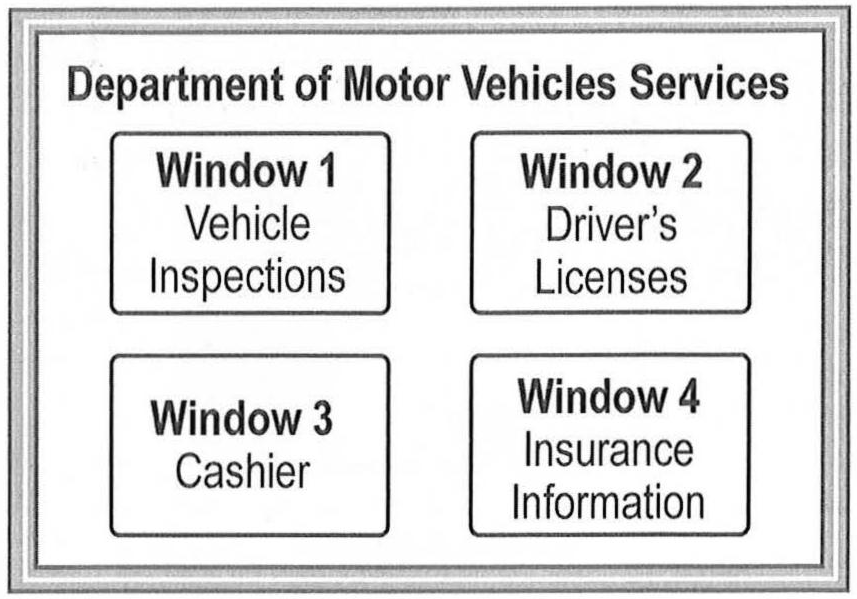 Department of Motor Vehicles Services
Window 1
Vehicle
Inspections
Window 2
Driver's
Licenses
Window 3
Cashier
Window 4
Insurance
Information